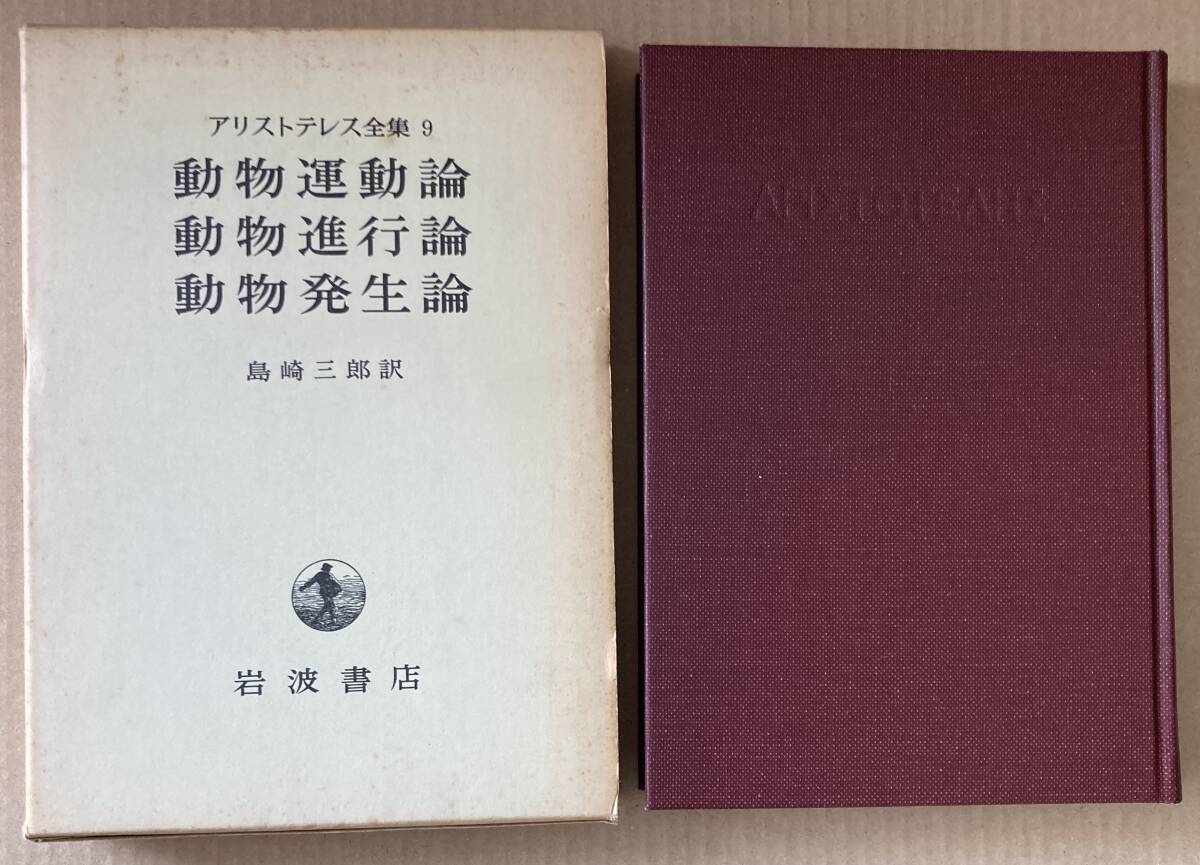 アリストテレス全集 9
動物運動論
動物進行論
動物発生論
島崎三郎訳
岩波書店